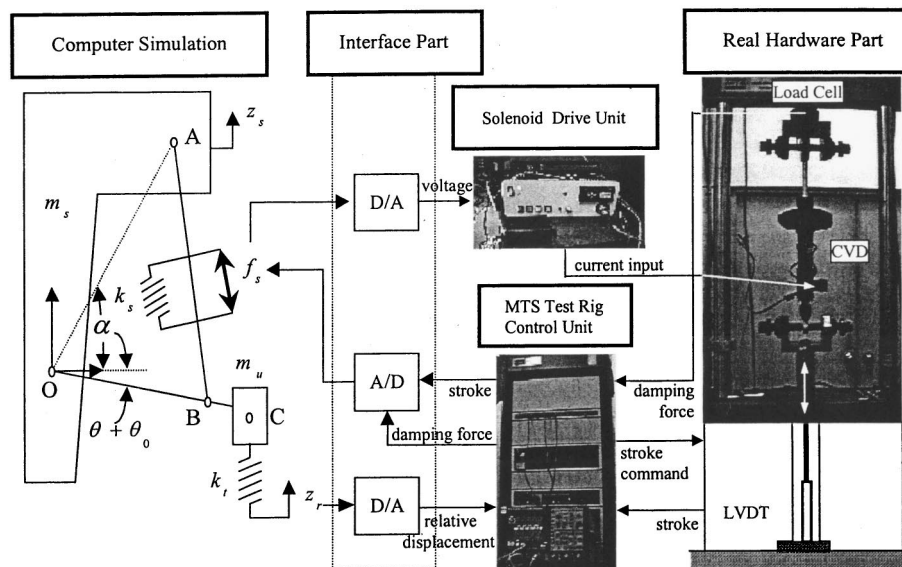 Computer Simulation
Interface Part
Real Hardware Part
Solenoid Drive Unit
Load Cell
z_s
A
m_s
D/A
voltage
CVD
current input
f_s
k_s
MTS Test Rig
Control Unit
α
O
m_u
A/D
stroke
damping
force
B
C
θ + θ_0
damping force
stroke
command
k_t
z_r
D/A
relative
displacement
LVDT
stroke